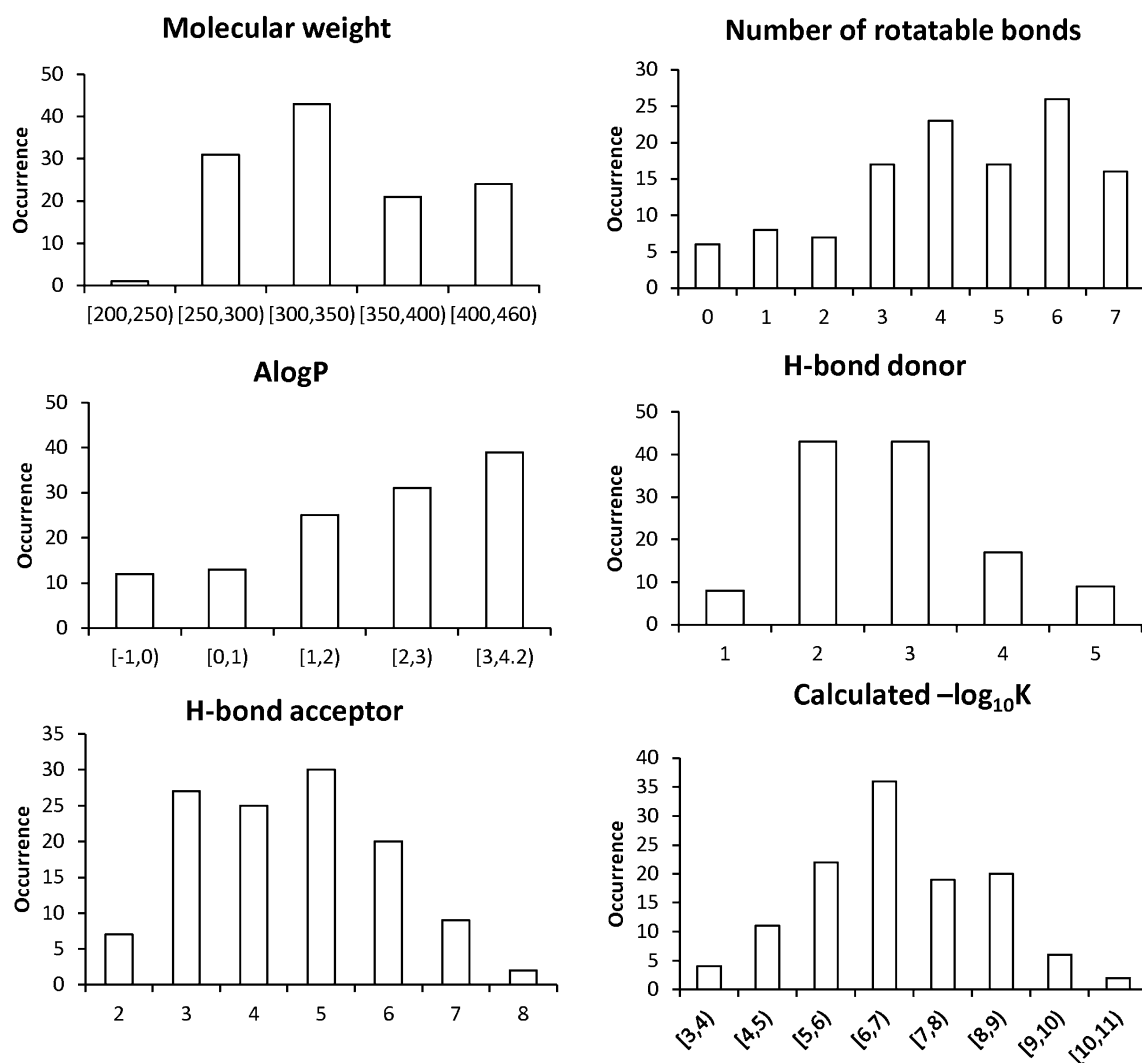 Molecular weight
50
40
30
20
10
0
Occurrence
[200,250) [250,300) [300,350) [350,400) [400,460)
Number of rotatable bonds
30
25
20
15
10
5
0
Occurrence
0 1 2 3 4 5 6 7
AlogP
50
40
30
20
10
0
Occurrence
[-1,0) [0,1) [1,2) [2,3) [3,4.2)
H-bond donor
50
40
30
20
10
0
Occurrence
1 2 3 4 5
H-bond acceptor
35
30
25
20
15
10
5
0
Occurrence
2 3 4 5 6 7 8
Calculated –log₁₀K
40
35
30
25
20
15
10
5
0
Occurrence
[3,4) [4,5) [5,6) [6,7) [7,8) [8,9) [9,10) [10,11)